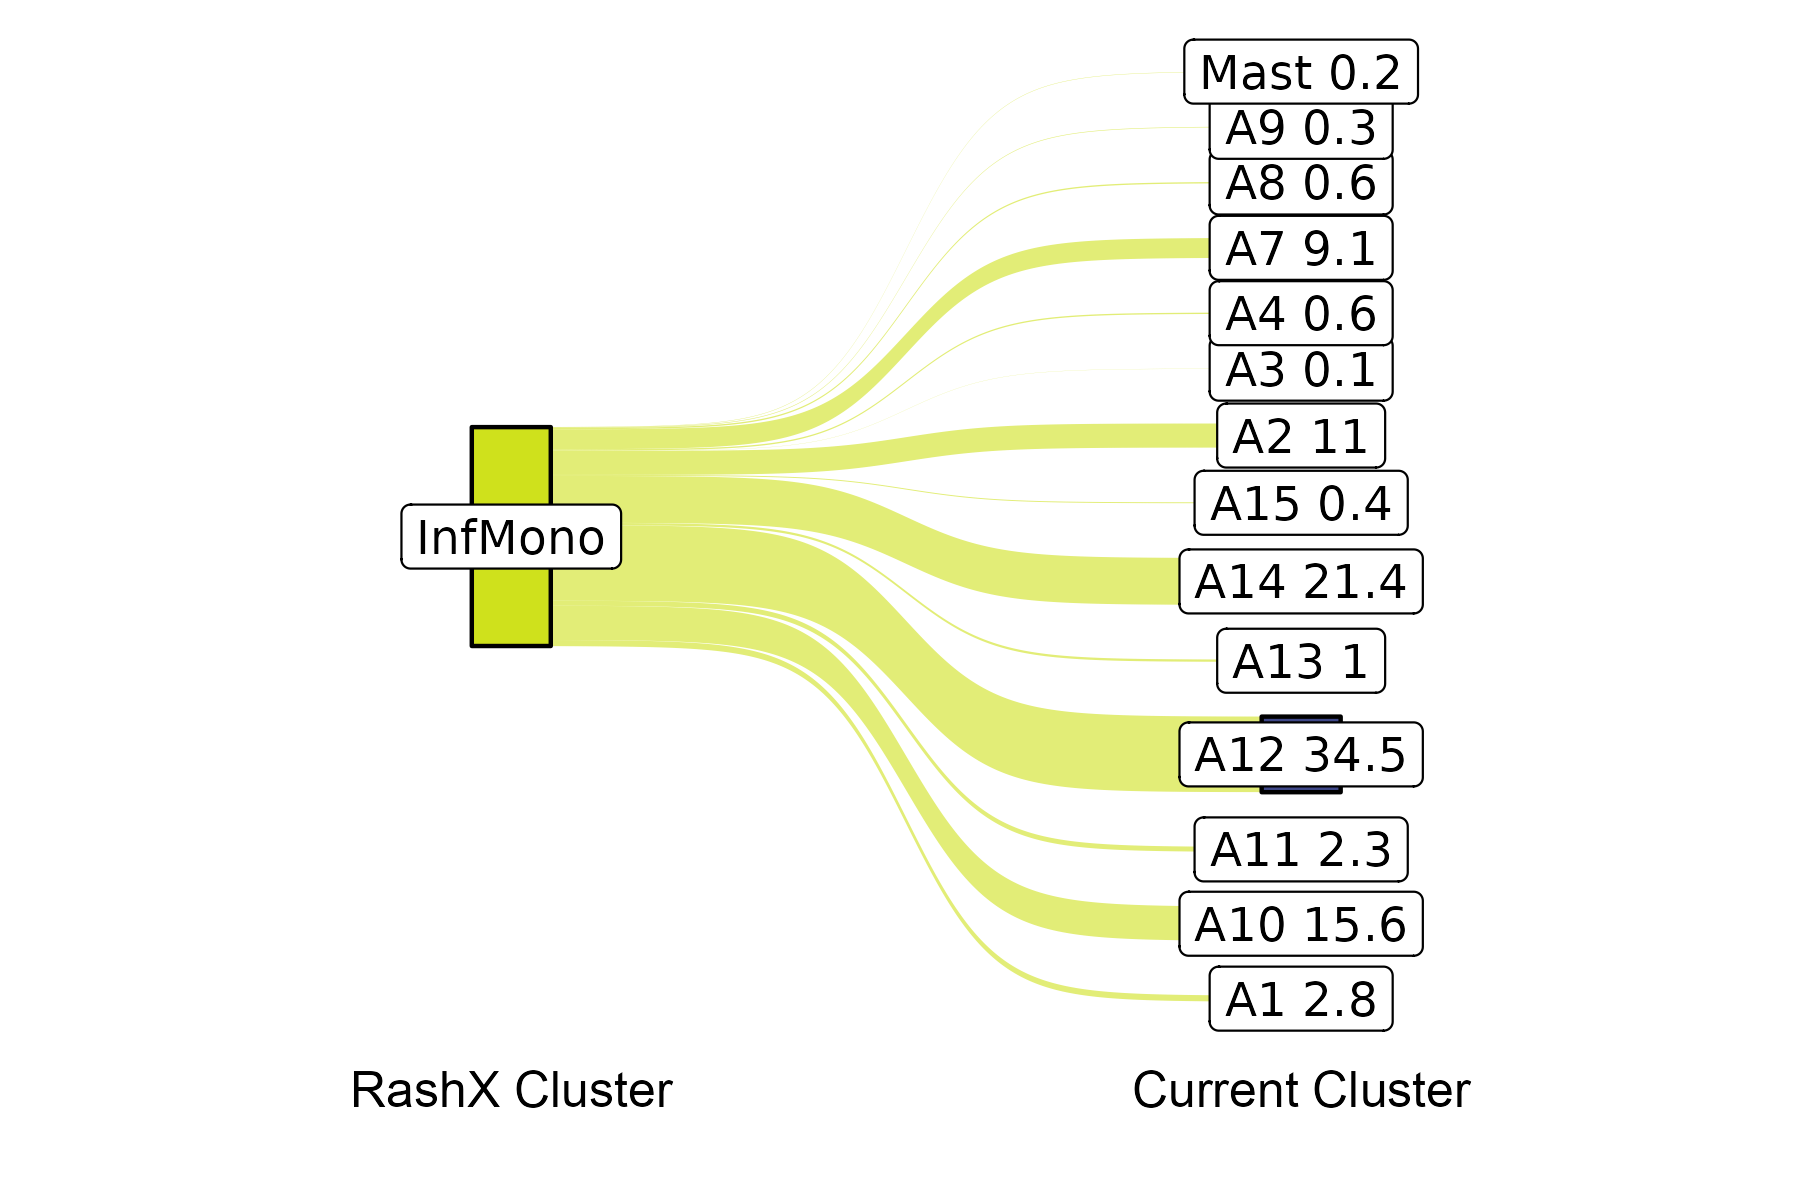 Mast 0.2
A9 0.3
A8 0.6
A7 9.1
A4 0.6
A3 0.1
A2 11
A15 0.4
InfMono
A14 21.4
A13 1
A12 34.5
A11 2.3
A10 15.6
A1 2.8
RashX Cluster
Current Cluster